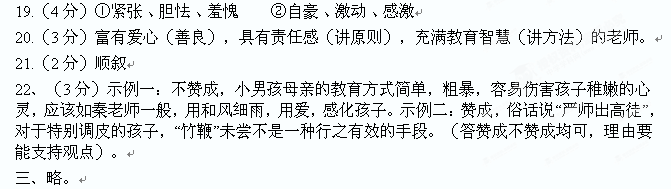 19.（4分）①紧张、胆怯、羞愧　　②自豪、激动、感激
20.（3分）富有爱心（善良），具有责任感（讲原则），充满教育智慧（讲方法）的老师。
21.（2分）顺叙
22、（3分）示例一：不赞成，小男孩母亲的教育方式简单，粗暴，容易伤害孩子稚嫩的心
灵，应该如秦老师一般，用和风细雨，用爱，感化孩子。示例二：赞成，俗话说“严师出高徒”，
对于特别调皮的孩子，“竹鞭”未尝不是一种行之有效的手段。（答赞成不赞成均可，理由要
能支持观点）。
三、略。